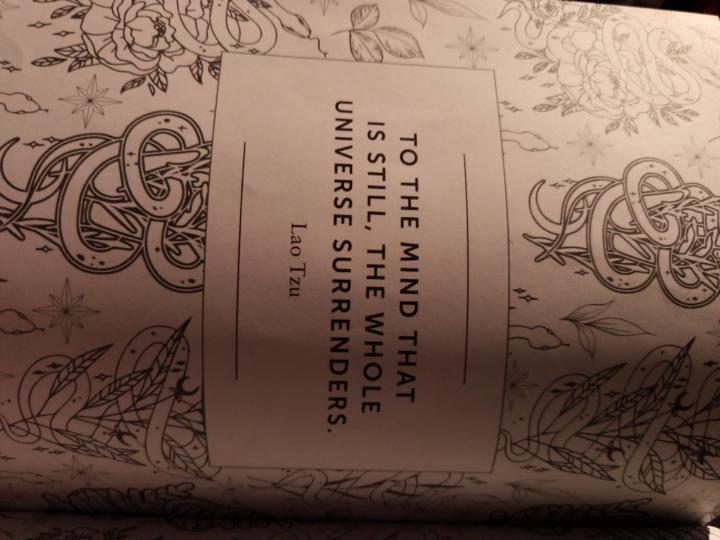 TO THE MIND THAT
IS STILL, THE WHOLE
UNIVERSE SURRENDERS.
Lao Tzu